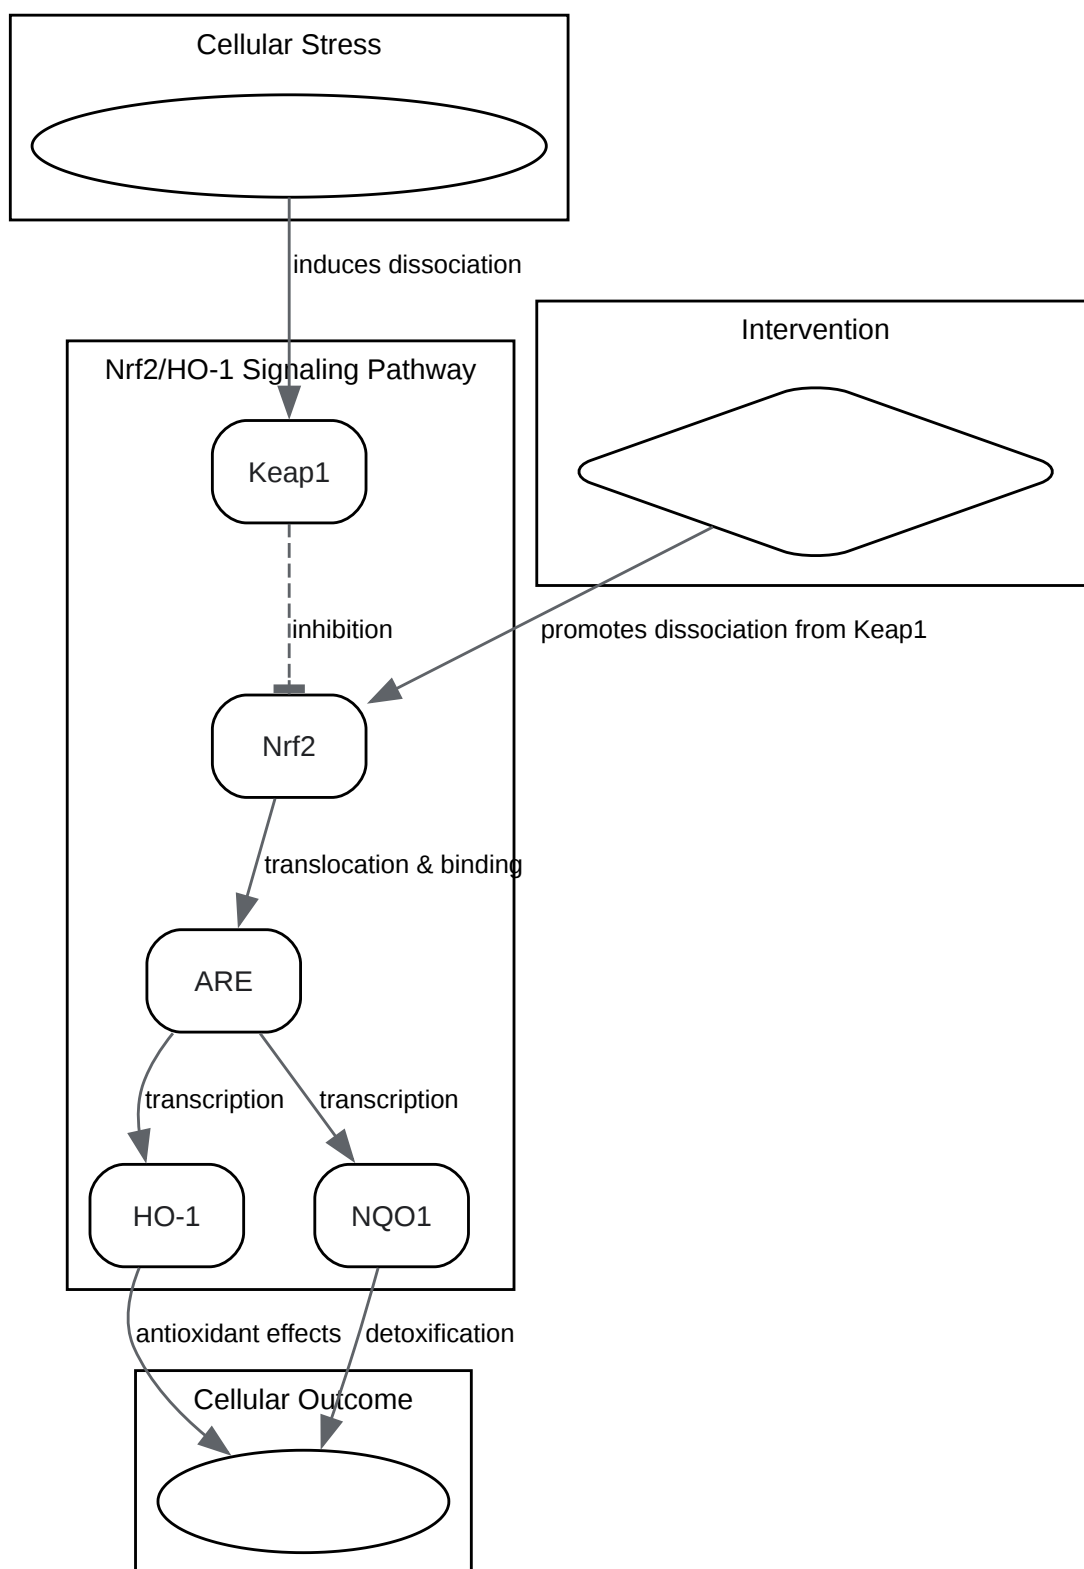 Cellular Stress
induces dissociation
Intervention
Nrf2/HO-1 Signaling Pathway
Keap1
inhibition
promotes dissociation from Keap1
Nrf2
translocation & binding
ARE
transcription
transcription
HO-1
NQO1
antioxidant effects
detoxification
Cellular Outcome